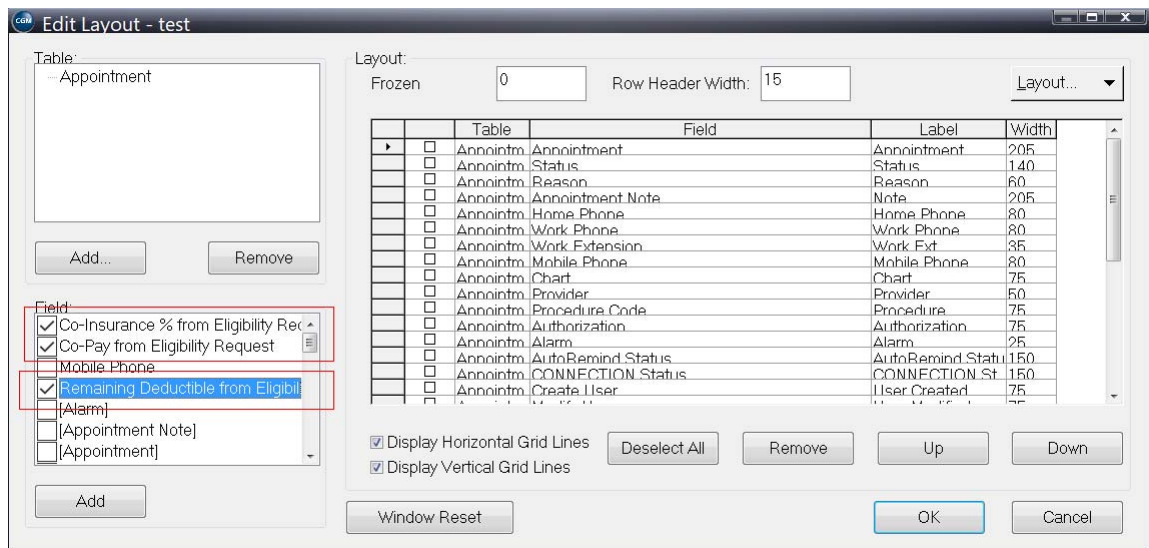 CGM Edit Layout - test
Table:
Appointment
Add...
Remove
Field:
Co-Insurance % from Eligibility Rec
Co-Pay from Eligibility Request
Mobile Phone
Remaining Deductible from Eligibil
[Alarm]
[Appointment Note]
[Appointment]
Add
Layout:
Frozen 0 Row Header Width: 15 Layout...
Table Field Label Width
Appointm Appointment Appointment 205
Appointm Status Status 140
Appointm Reason Reason 60
Appointm Appointment Note Note 205
Appointm Home Phone Home Phone 80
Appointm Work Phone Work Phone 80
Appointm Work Extension Work Ext 35
Appointm Mobile Phone Mobile Phone 80
Appointm Chart Chart 75
Appointm Provider Provider 50
Appointm Procedure Code Procedure 75
Appointm Authorization Authorization 75
Appointm Alarm Alarm 25
Appointm AutoRemind Status AutoRemind Statu 150
Appointm CONNECTION Status CONNECTION St 150
Appointm Create User User Created 75
Display Horizontal Grid Lines
Display Vertical Grid Lines
Deselect All
Remove
Up
Down
Window Reset
OK
Cancel